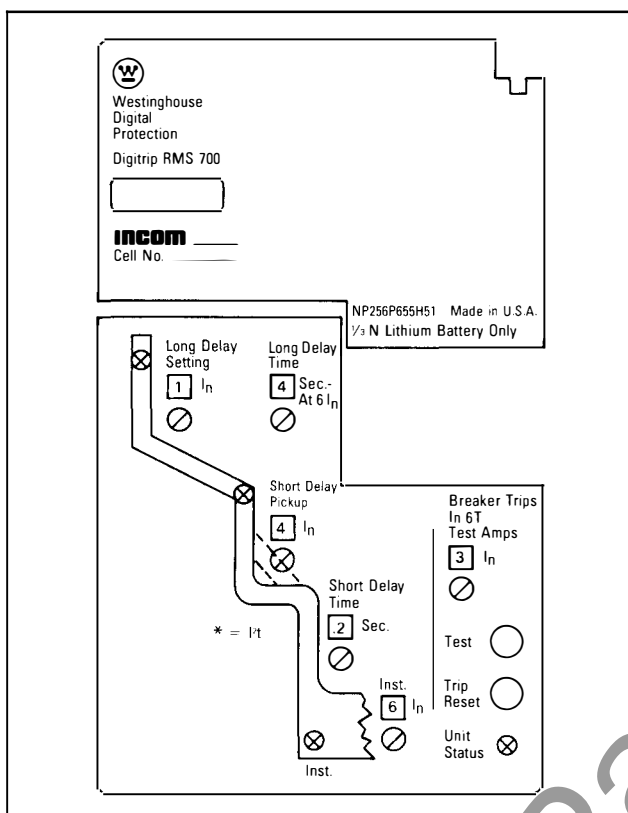 W
Westinghouse
Digital
Protection
Digitrip RMS 700
INCOM
Cell No.
NP256P655H51 Made in U.S.A.
1/3 N Lithium Battery Only
Long Delay
Setting
1 In
Long Delay
Time
4 Sec.-
At 6 In
Short Delay
Pickup
4 In
Breaker Trips
In 6T
Test Amps
3 In
Short Delay
Time
.2 Sec.
* = I²t
Test
Inst.
6 In
Trip
Reset
Unit
Status
Inst.